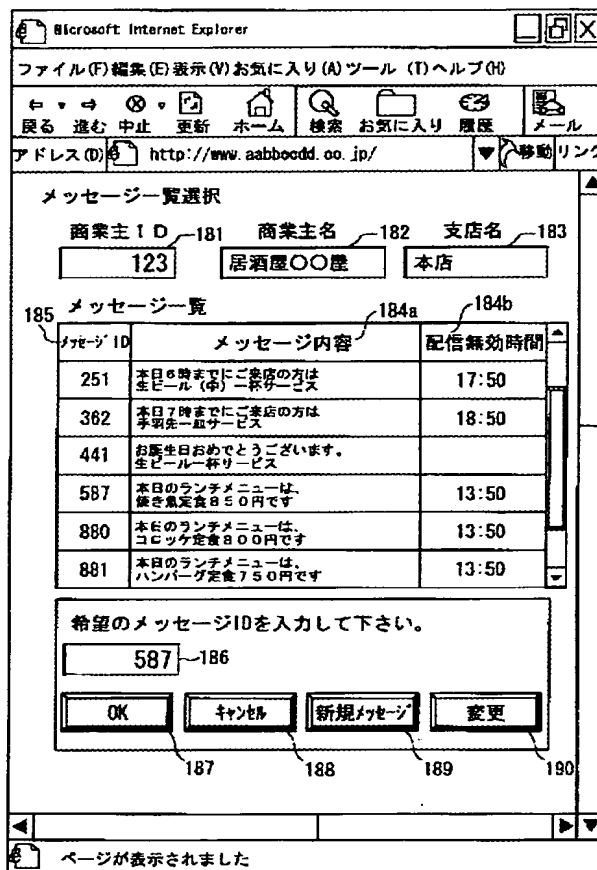 Microsoft Internet Explorer
ファイル(F)編集(E)表示(V)お気に入り(A)ツール (T)ヘルプ(H)
戻る 進む 中止 更新 ホーム 検索 お気に入り 履歴 メール
アドレス(D) http://www.aabbccdd.co.jp/ 移動 リンク
メッセージ一覧選択
商業主ID 181 商業主名 182 支店名 183
123 居酒屋〇〇屋 本店
185 メッセージ一覧 184a 184b
メッセージID メッセージ内容 配信無効時間
251 本日6時までにご来店の方は 17:50
生ビール(中)一杯サービス
362 本日7時までにご来店の方は 18:50
手羽先一皿サービス
441 お誕生日おめでとうございます。
生ビール一杯サービス
587 本日のランチメニューは、 13:50
焼き魚定食850円です
880 本日のランチメニューは、 13:50
コロッケ定食800円です
881 本日のランチメニューは、 13:50
ハンバーグ定食750円です
希望のメッセージIDを入力して下さい。
587 186
OK キャンセル 新規メッセージ 変更
187 188 189 190
ページが表示されました